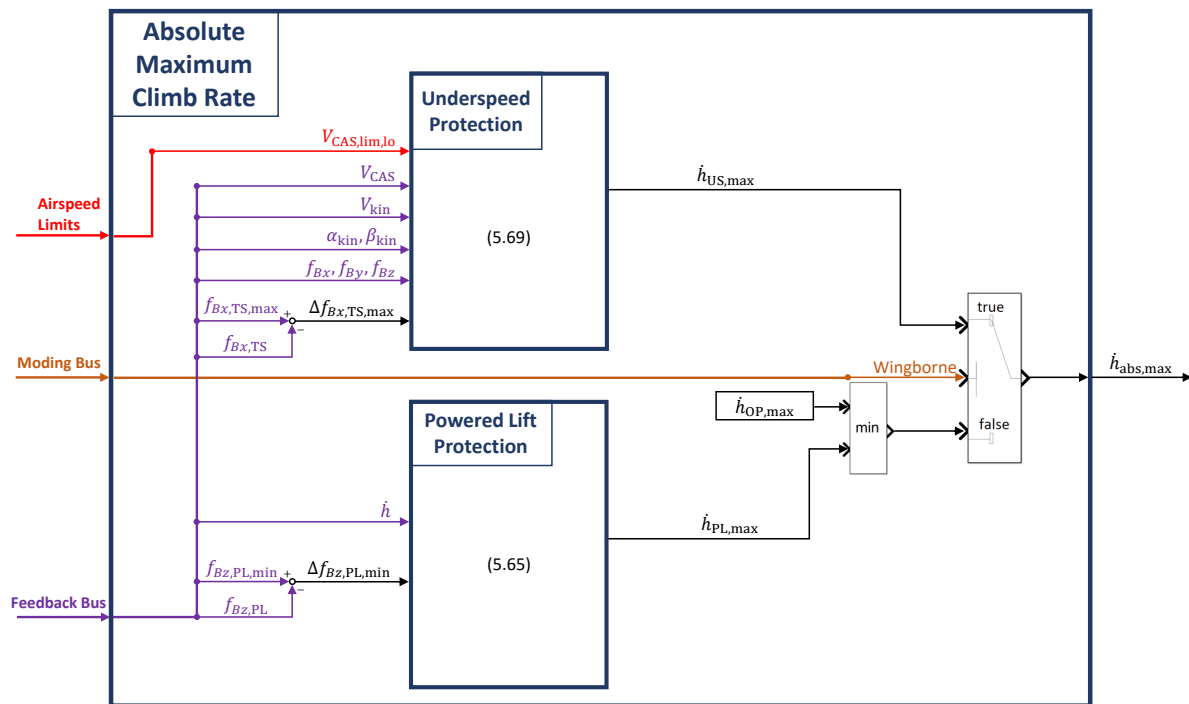 Absolute
Maximum
Climb Rate
Underspeed
Protection
V_CAS,lim,lo
V_CAS
V_kin
α_kin, β_kin
f_Bx, f_By, f_Bz
f_Bx,TS,max
+
−
Δf_Bx,TS,max
f_Bx,TS
(5.69)
ḣ_US,max
Airspeed
Limits
Moding Bus
Wingborne
true
false
ḣ_abs,max
ḣ_OP,max
min
Powered Lift
Protection
ḣ
f_Bz,PL,min
+
−
Δf_Bz,PL,min
f_Bz,PL
(5.65)
ḣ_PL,max
Feedback Bus